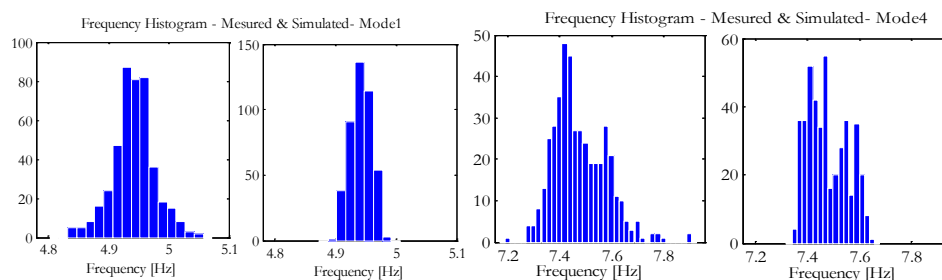 Frequency Histogram - Mesured & Simulated- Mode1
100
80
60
40
20
0
4.8 4.9 5 5.1
Frequency [Hz]
150
100
50
0
4.8 4.9 5 5.1
Frequency [Hz]
Frequency Histogram - Mesured & Simulated- Mode4
50
40
30
20
10
0
7.2 7.4 7.6 7.8
Frequency [Hz]
60
40
20
0
7.2 7.4 7.6 7.8
Frequency [Hz]